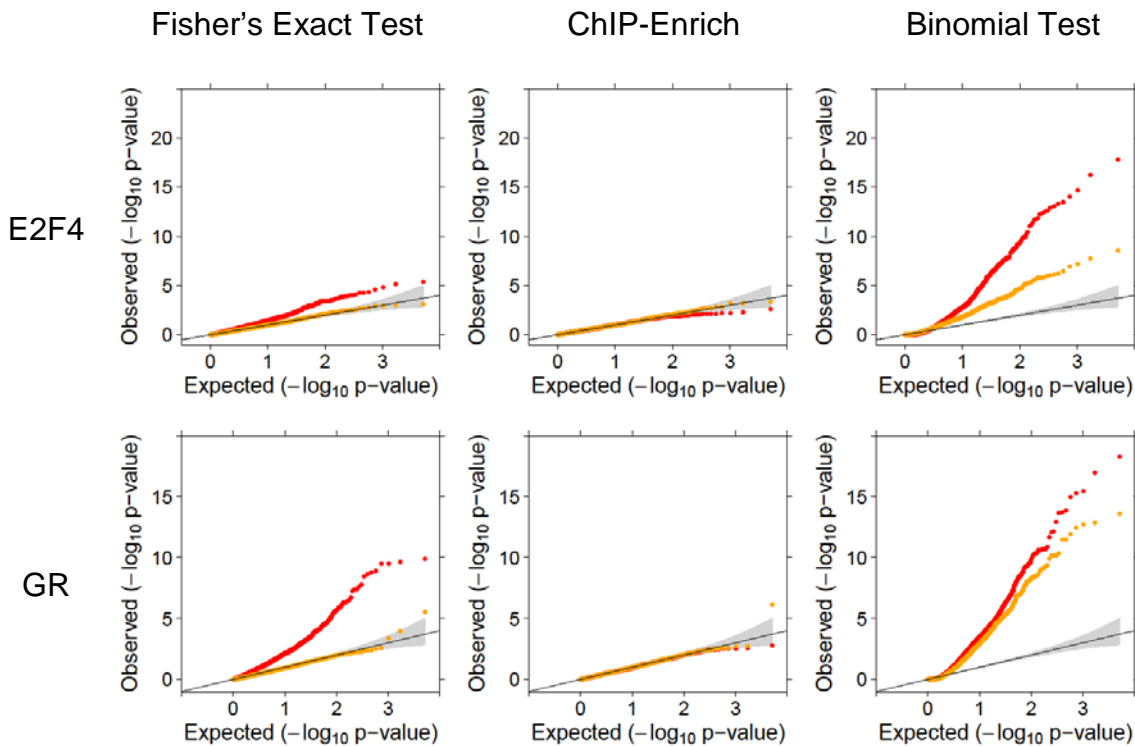 Fisher's Exact Test ChIP-Enrich Binomial Test
E2F4
Observed (−log10 p−value)
20
15
10
5
0
0 1 2 3
Expected (−log10 p−value)
Observed (−log10 p−value)
20
15
10
5
0
0 1 2 3
Expected (−log10 p−value)
Observed (−log10 p−value)
20
15
10
5
0
0 1 2 3
Expected (−log10 p−value)
GR
Observed (−log10 p−value)
15
10
5
0
0 1 2 3
Expected (−log10 p−value)
Observed (−log10 p−value)
15
10
5
0
0 1 2 3
Expected (−log10 p−value)
Observed (−log10 p−value)
15
10
5
0
0 1 2 3
Expected (−log10 p−value)